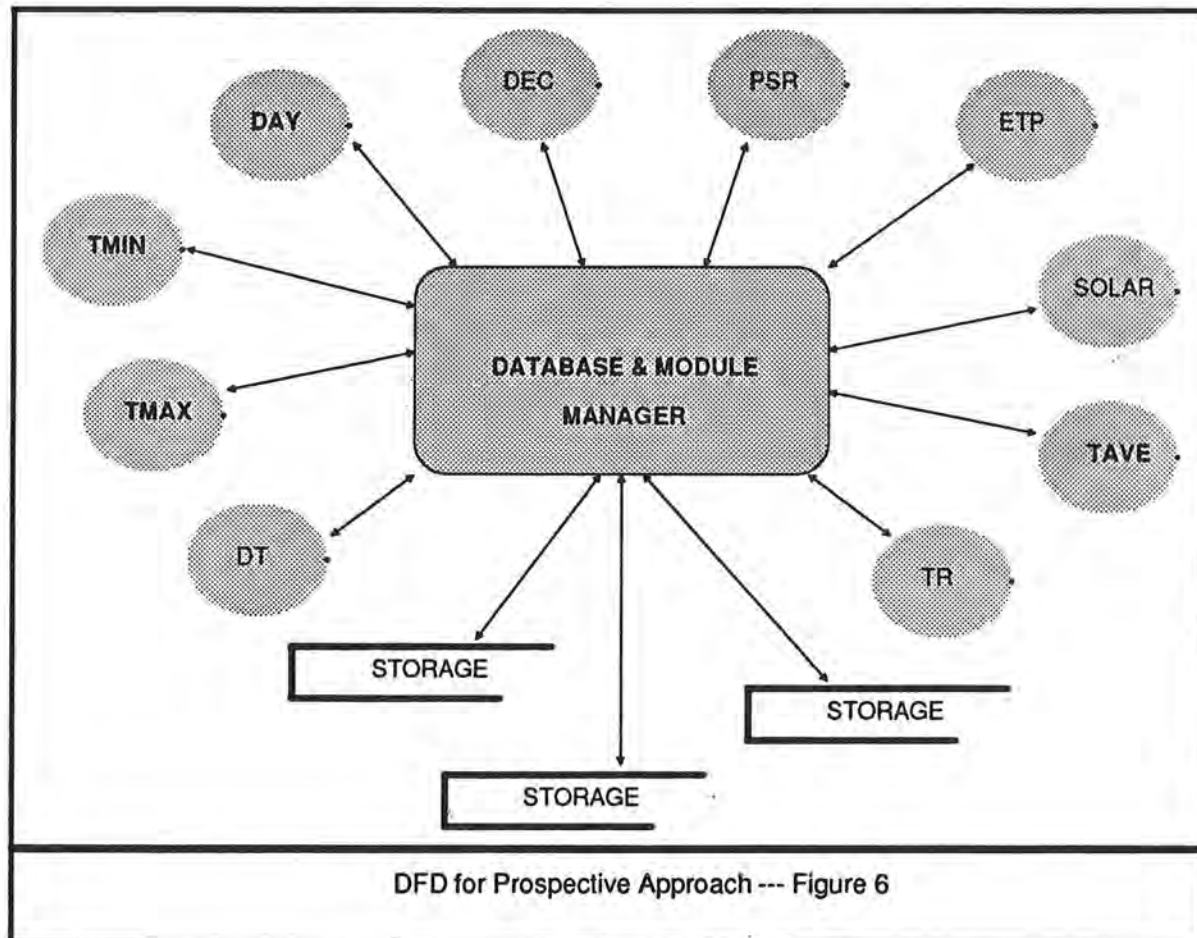 DEC
PSR
DAY
ETP
TMIN
SOLAR
DATABASE & MODULE
MANAGER
TMAX
TAVE
DT
TR
STORAGE
STORAGE
STORAGE
DFD for Prospective Approach --- Figure 6